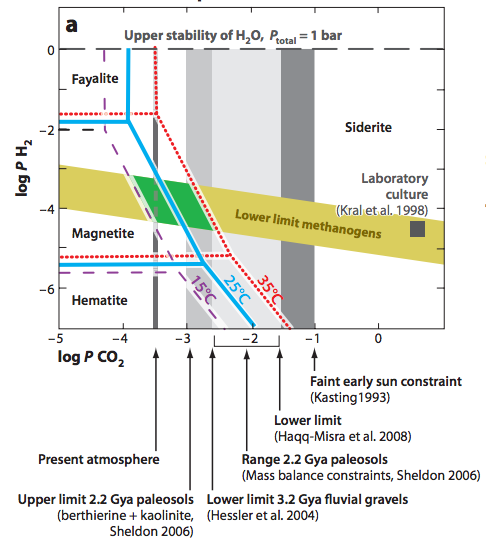 a
Upper stability of H2O, Ptotal = 1 bar
0
Fayalite
Siderite
−2
log P H2
Laboratory
culture
(Kral et al. 1998)
−4
Lower limit methanogens
Magnetite
−6
15°C
25°C
35°C
Hematite
−5
−4
−3
−2
−1
0
log P CO2
Faint early sun constraint
(Kasting1993)
Lower limit
(Haqq-Misra et al. 2008)
Present atmosphere
Range 2.2 Gya paleosols
(Mass balance constraints, Sheldon 2006)
Upper limit 2.2 Gya paleosols
(berthierine + kaolinite,
Sheldon 2006)
Lower limit 3.2 Gya fluvial gravels
(Hessler et al. 2004)